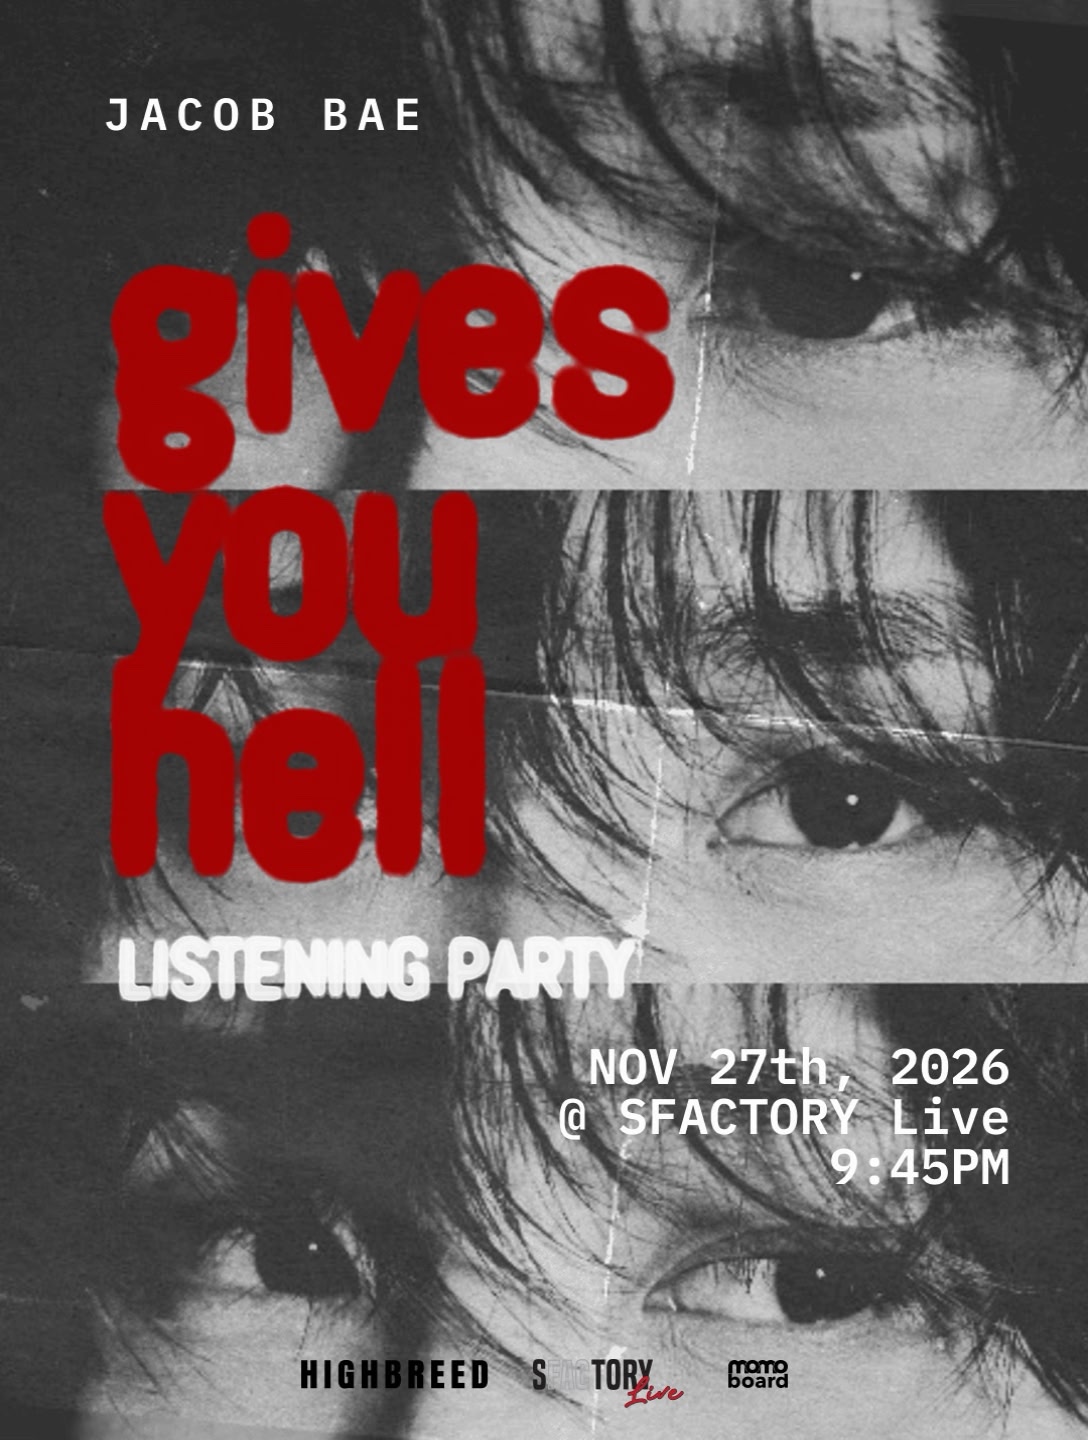 JACOB BAE
gives
you
hell
LISTENING PARTY
NOV 27th, 2026
@ SFACTORY Live
9:45PM
HIGHBREED
SFACTORY
Live
momo
board